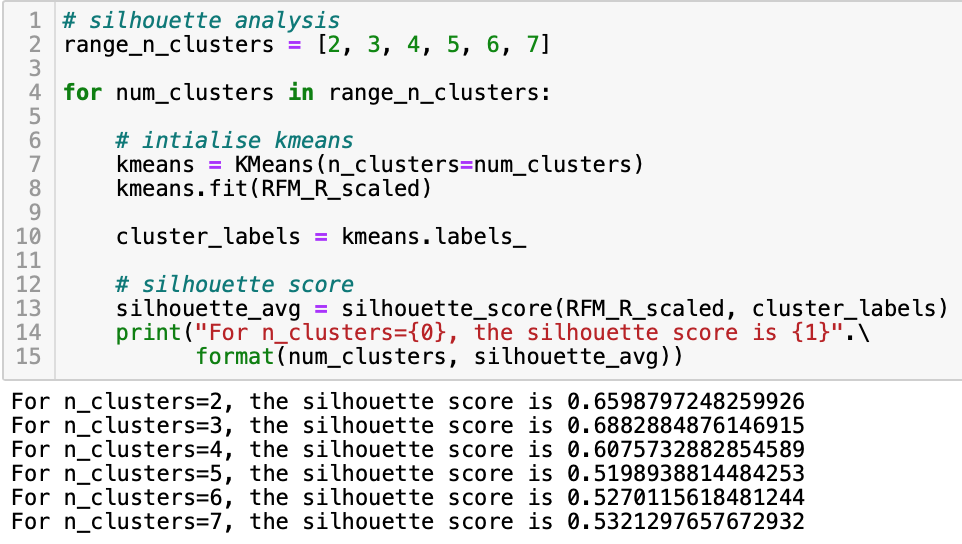 1 # silhouette analysis
2 range_n_clusters = [2, 3, 4, 5, 6, 7]
3
4 for num_clusters in range_n_clusters:
5
6     # intialise kmeans
7     kmeans = KMeans(n_clusters=num_clusters)
8     kmeans.fit(RFM_R_scaled)
9
10     cluster_labels = kmeans.labels_
11
12     # silhouette score
13     silhouette_avg = silhouette_score(RFM_R_scaled, cluster_labels)
14     print("For n_clusters={0}, the silhouette score is {1}".\
15           format(num_clusters, silhouette_avg))
For n_clusters=2, the silhouette score is 0.6598797248259926
For n_clusters=3, the silhouette score is 0.6882884876146915
For n_clusters=4, the silhouette score is 0.6075732882854589
For n_clusters=5, the silhouette score is 0.5198938814484253
For n_clusters=6, the silhouette score is 0.5270115618481244
For n_clusters=7, the silhouette score is 0.5321297657672932